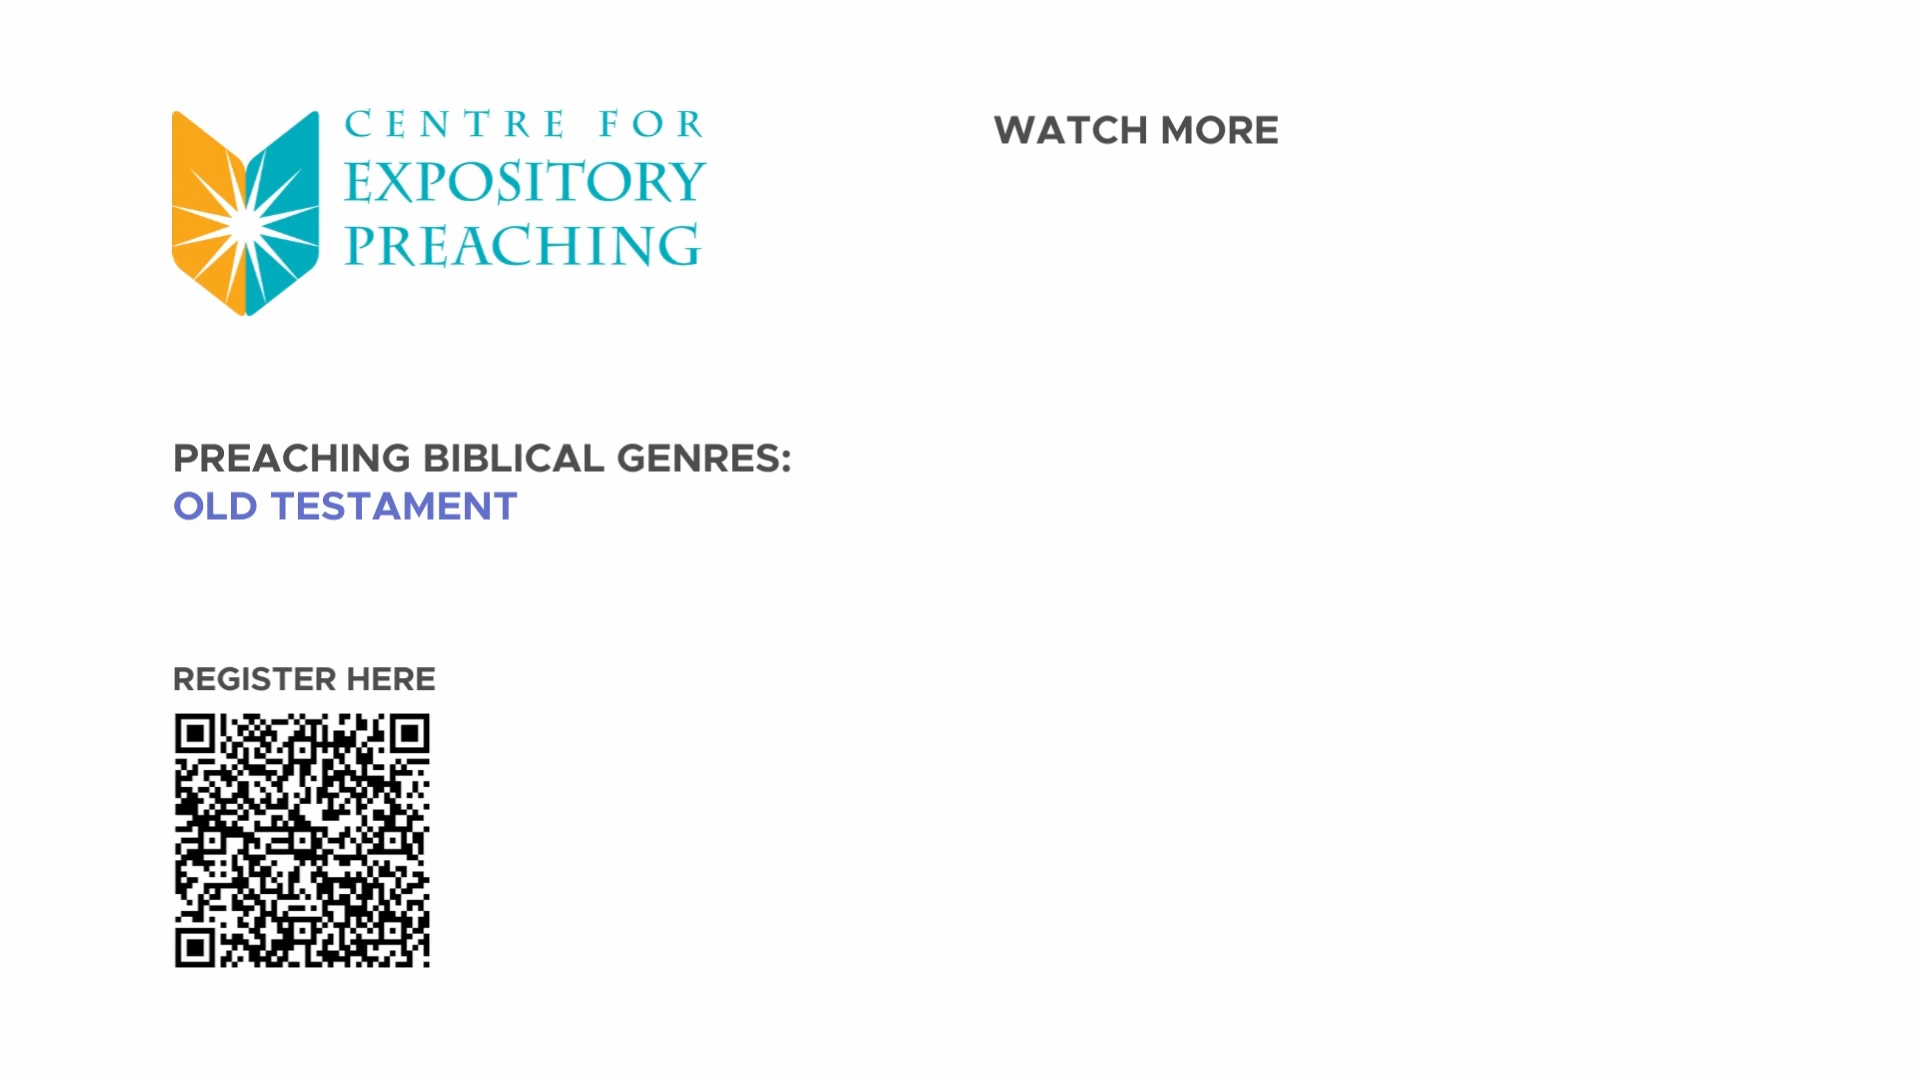 CENTRE FOR
EXPOSITORY
PREACHING
WATCH MORE
PREACHING BIBLICAL GENRES:
OLD TESTAMENT
REGISTER HERE